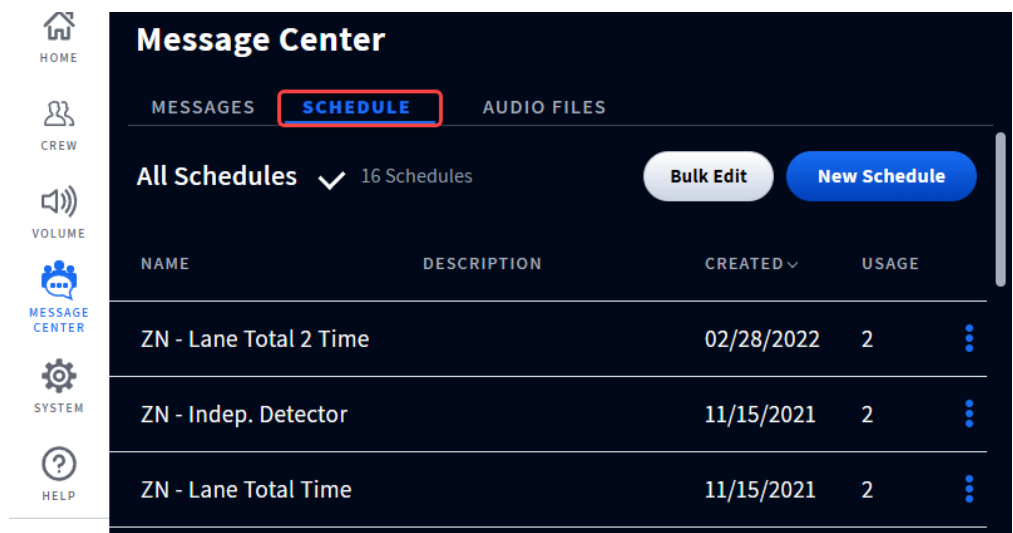 HOME
CREW
VOLUME
MESSAGE
CENTER
SYSTEM
HELP
Message Center
MESSAGES SCHEDULE AUDIO FILES
All Schedules 16 Schedules Bulk Edit New Schedule
NAME DESCRIPTION CREATED USAGE
ZN - Lane Total 2 Time 02/28/2022 2
ZN - Indep. Detector 11/15/2021 2
ZN - Lane Total Time 11/15/2021 2